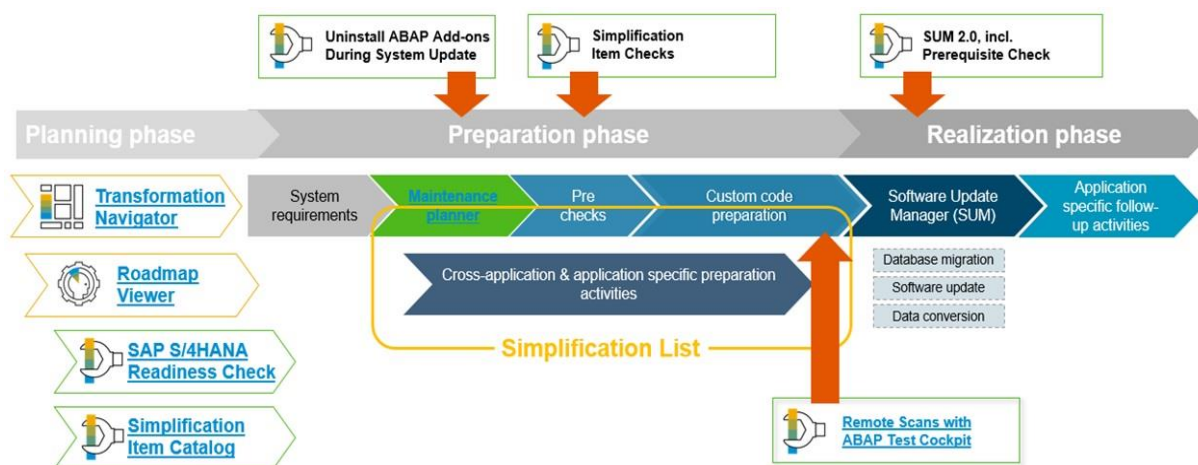 Uninstall ABAP Add-ons
During System Update
Simplification
Item Checks
SUM 2.0, incl.
Prerequisite Check
Planning phase
Preparation phase
Realization phase
Transformation
Navigator
System
requirements
Maintenance
planner
Pre
checks
Custom code
preparation
Software Update
Manager (SUM)
Application
specific follow-
up activities
Roadmap
Viewer
Cross-application & application specific preparation
activities
Database migration
Software update
Data conversion
Simplification List
SAP S/4HANA
Readiness Check
Simplification
Item Catalog
Remote Scans with
ABAP Test Cockpit